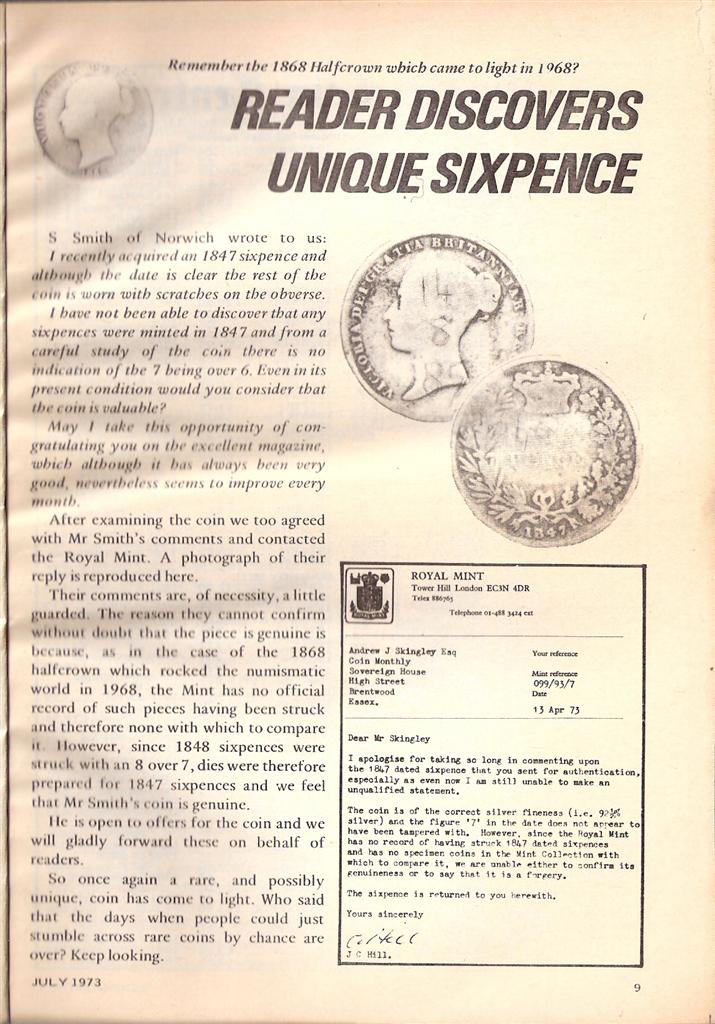 Remember the 1868 Halfcrown which came to light in 1968?
READER DISCOVERS
UNIQUE SIXPENCE
S Smith of Norwich wrote to us:
I recently acquired an 1847 sixpence and
although the date is clear the rest of the
coin is worn with scratches on the obverse.
I have not been able to discover that any
sixpences were minted in 1847 and from a
careful study of the coin there is no
indication of the 7 being over 6. Even in its
present condition would you consider that
the coin is valuable?
May I take this opportunity of con-
gratulating you on the excellent magazine,
which although it has always been very
good, nevertheless seems to improve every
month.
After examining the coin we too agreed
with Mr Smith's comments and contacted
the Royal Mint. A photograph of their
reply is reproduced here.
Their comments are, of necessity, a little
guarded. The reason they cannot confirm
without doubt that the piece is genuine is
because, as in the case of the 1868
halfcrown which rocked the numismatic
world in 1968, the Mint has no official
record of such pieces having been struck
and therefore none with which to compare
it. However, since 1848 sixpences were
struck with an 8 over 7, dies were therefore
prepared for 1847 sixpences and we feel
that Mr Smith's coin is genuine.
He is open to offers for the coin and we
will gladly forward these on behalf of
readers.
So once again a rare, and possibly
unique, coin has come to light. Who said
that the days when people could just
stumble across rare coins by chance are
over? Keep looking.
VICTORIA DEI GRATIA BRITANNIAR
1847
ROYAL MINT
Tower Hill London EC3N 4DR
Telex 886765
Telephone 01-488 3424 ext
Andrew J Skingley Esq
Coin Monthly
Sovereign House
High Street
Brentwood
Essex.
Your reference
Mint reference
099/93/7
Date
13 Apr 73
Dear Mr Skingley
I apologise for taking so long in commenting upon
the 1847 dated sixpence that you sent for authentication,
especially as even now I am still unable to make an
unqualified statement.
The coin is of the correct silver fineness (i.e. 92½%
silver) and the figure '7' in the date does not appear to
have been tampered with. However, since the Royal Mint
has no record of having struck 1847 dated sixpences
and has no specimen coins in the Mint Collection with
which to compare it, we are unable either to confirm its
genuineness or to say that it is a forgery.
The sixpence is returned to you herewith.
Yours sincerely
J C Hill.
JULY 1973
9